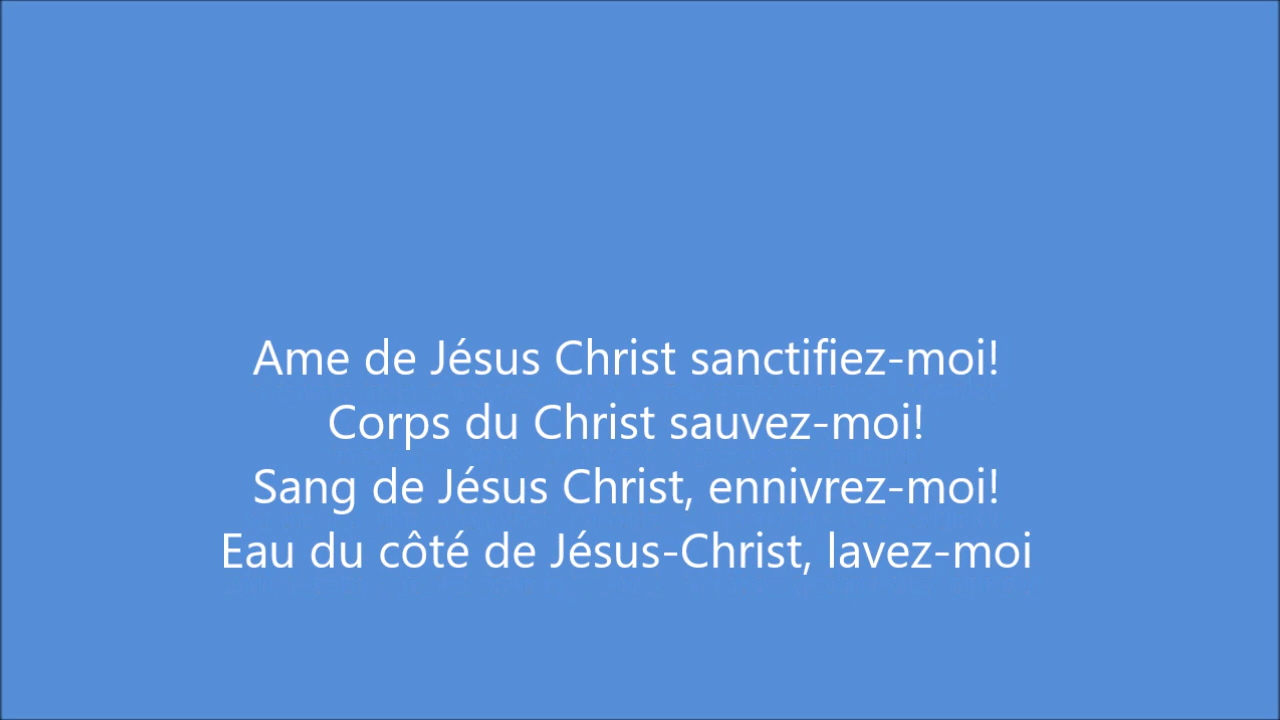 Ame de Jésus Christ sanctifiez-moi!
Corps du Christ sauvez-moi!
Sang de Jésus Christ, ennivrez-moi!
Eau du côté de Jésus-Christ, lavez-moi